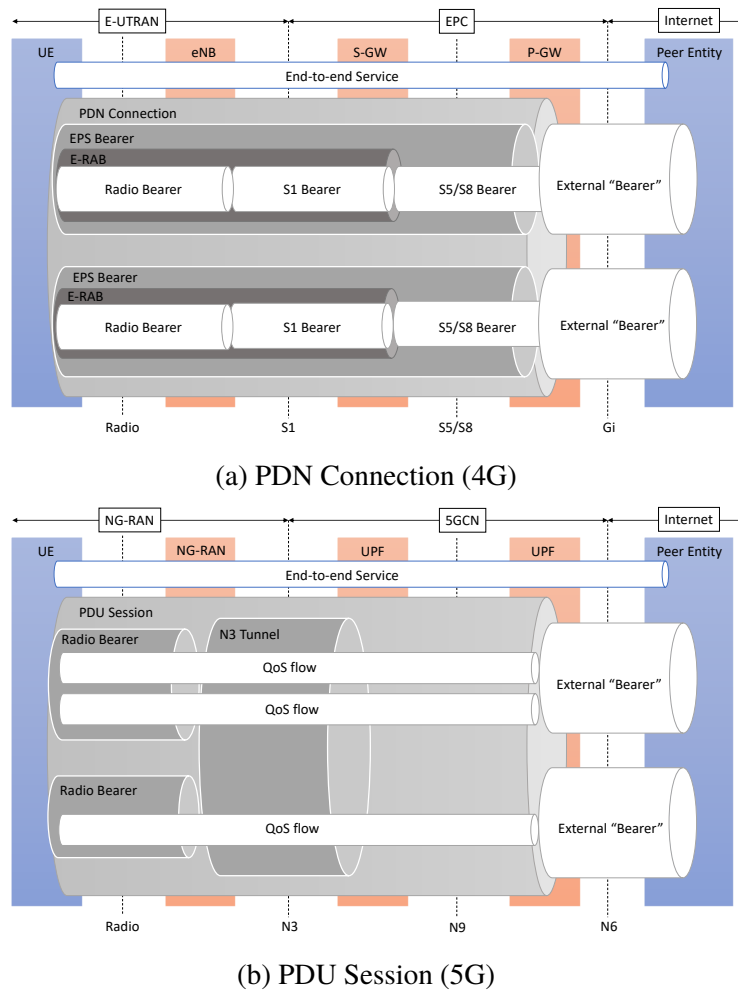 E-UTRAN EPC Internet
UE eNB S-GW P-GW Peer Entity
End-to-end Service
PDN Connection
EPS Bearer
E-RAB
Radio Bearer S1 Bearer S5/S8 Bearer External “Bearer”
EPS Bearer
E-RAB
Radio Bearer S1 Bearer S5/S8 Bearer External “Bearer”
Radio S1 S5/S8 Gi
(a) PDN Connection (4G)
NG-RAN 5GCN Internet
UE NG-RAN UPF UPF Peer Entity
End-to-end Service
PDU Session
Radio Bearer N3 Tunnel
QoS flow
External “Bearer”
QoS flow
Radio Bearer
QoS flow External “Bearer”
Radio N3 N9 N6
(b) PDU Session (5G)